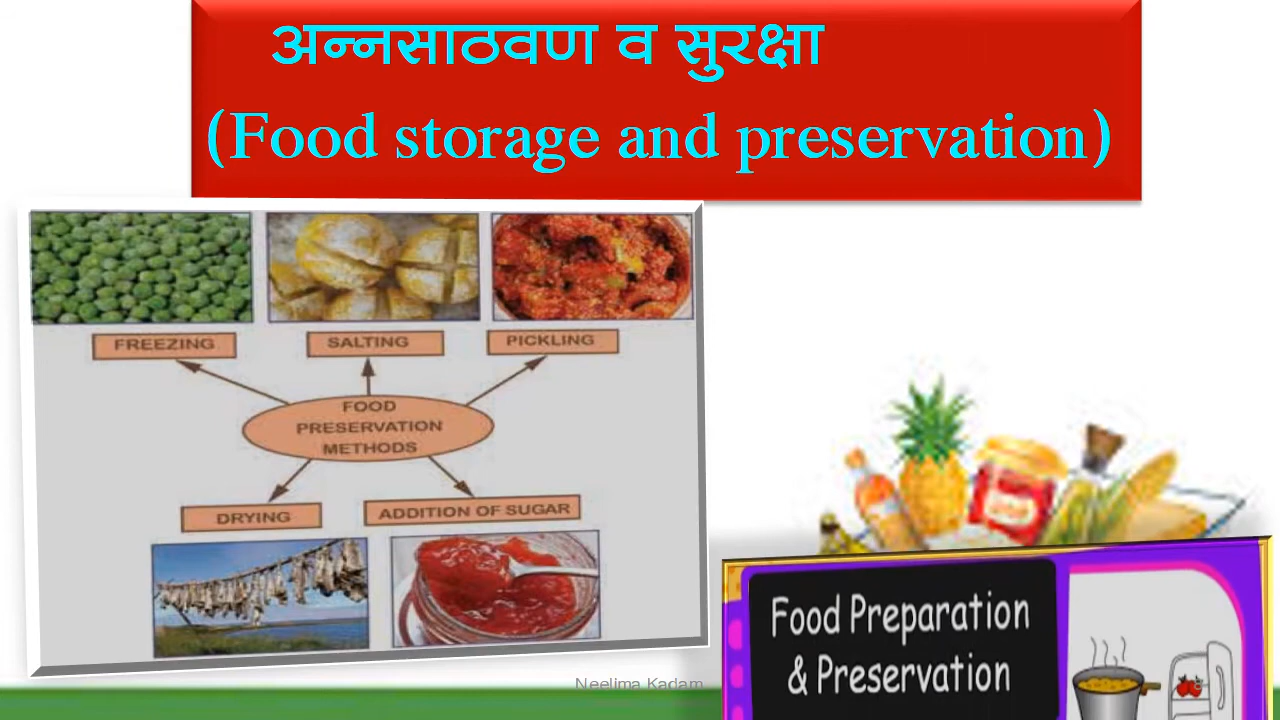 अन्नसाठवण व सुरक्षा
(Food storage and preservation)
FREEZING
SALTING
PICKLING
FOOD
PRESERVATION
METHODS
DRYING
ADDITION OF SUGAR
Food Preparation
& Preservation
Neelima Kadam